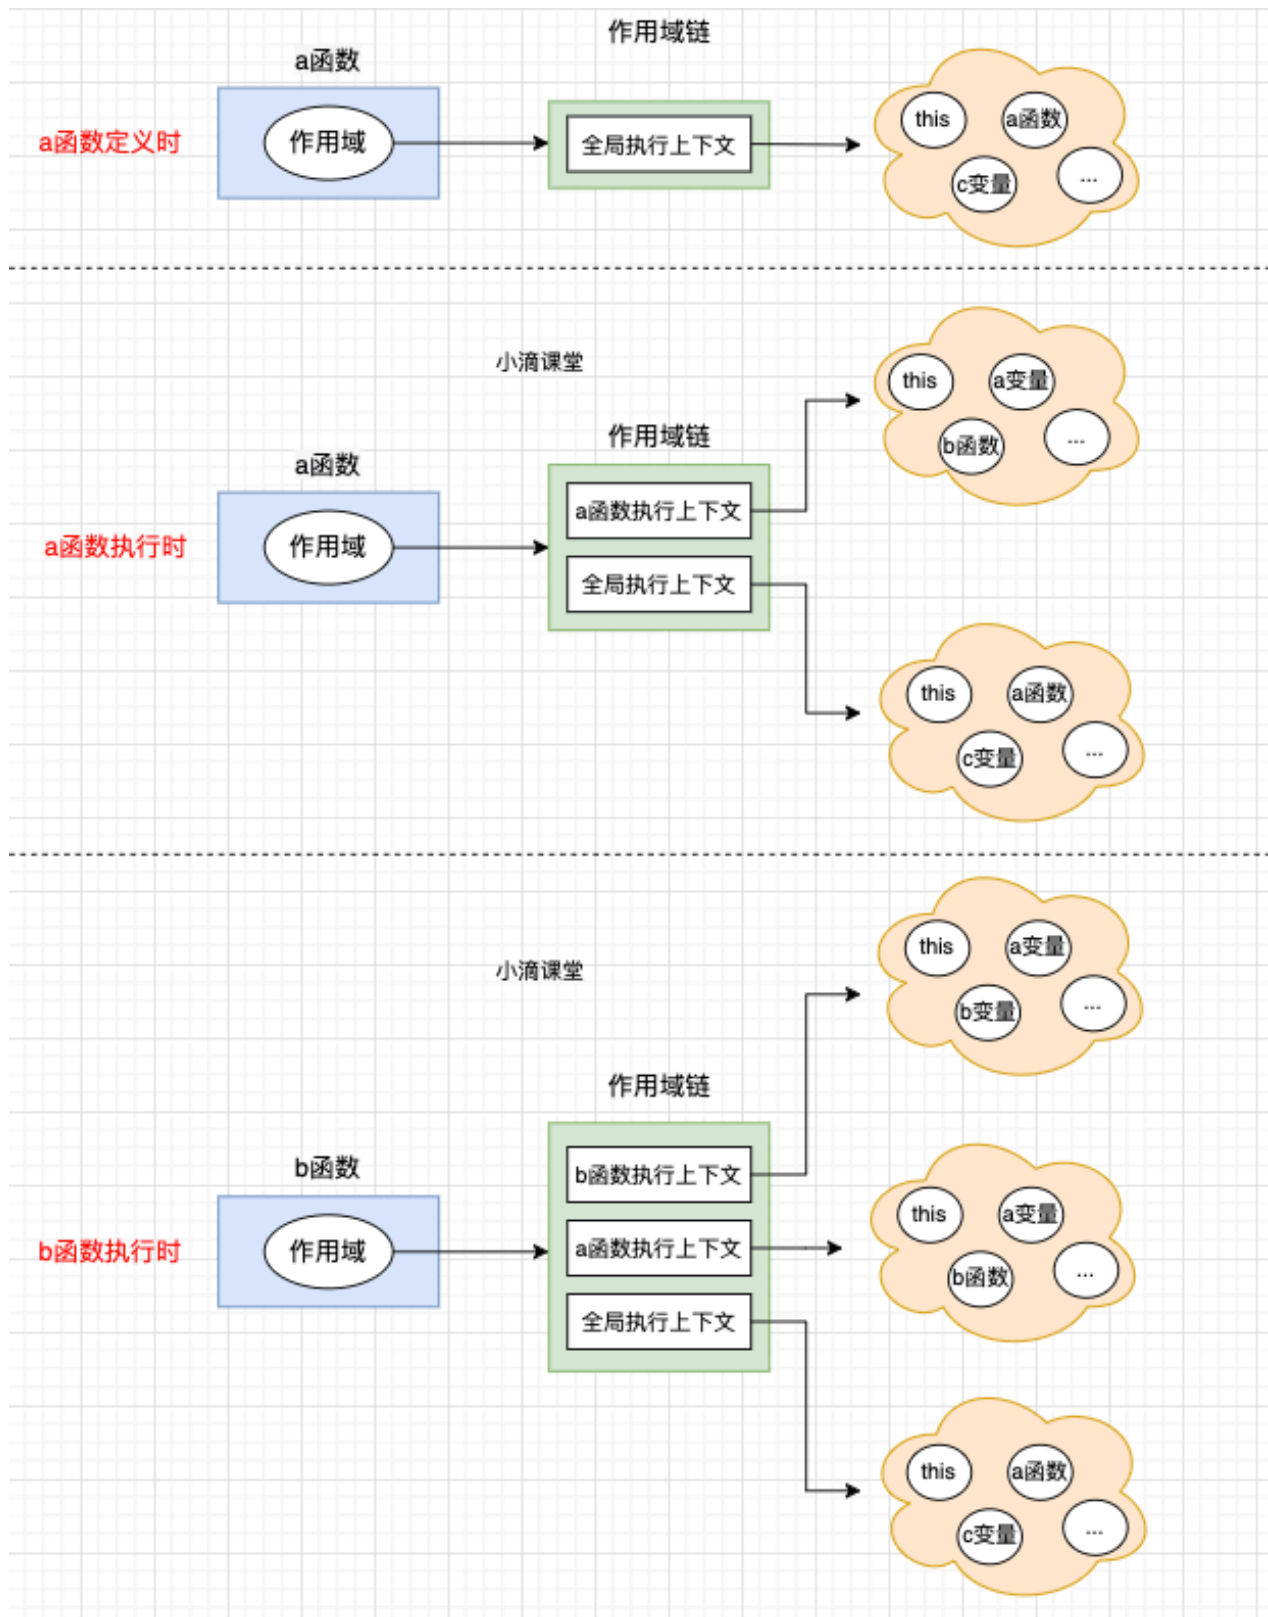 作用域链
a函数
a函数定义时
作用域
全局执行上下文
this
a函数
c变量
...
小滴课堂
作用域链
a函数
a函数执行时
作用域
a函数执行上下文
全局执行上下文
this
a变量
b函数
...
this
a函数
c变量
...
小滴课堂
作用域链
b函数
b函数执行时
作用域
b函数执行上下文
a函数执行上下文
全局执行上下文
this
a变量
b变量
...
this
a变量
b函数
...
this
a函数
c变量
...